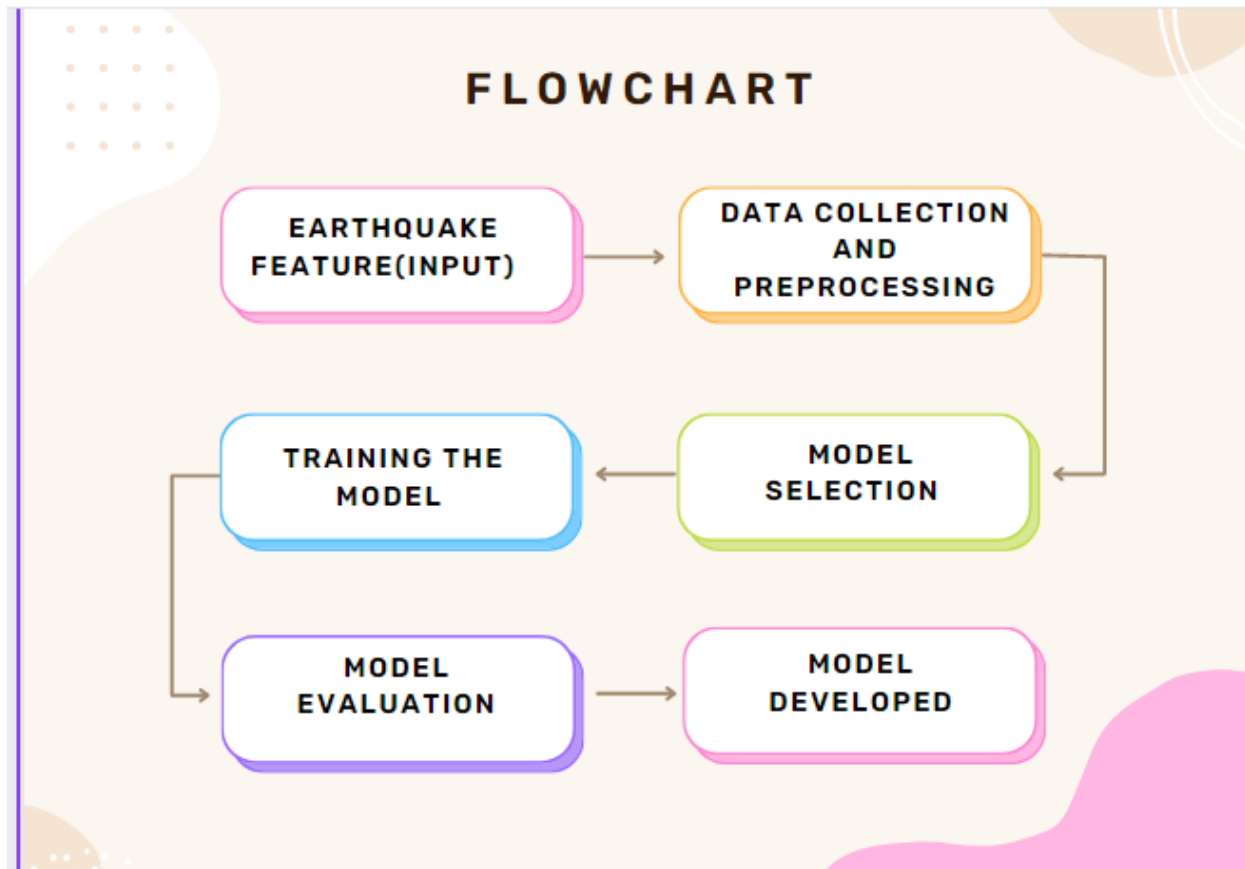 FLOWCHART
EARTHQUAKE
FEATURE(INPUT)
DATA COLLECTION
AND
PREPROCESSING
MODEL
SELECTION
TRAINING THE
MODEL
MODEL
EVALUATION
MODEL
DEVELOPED